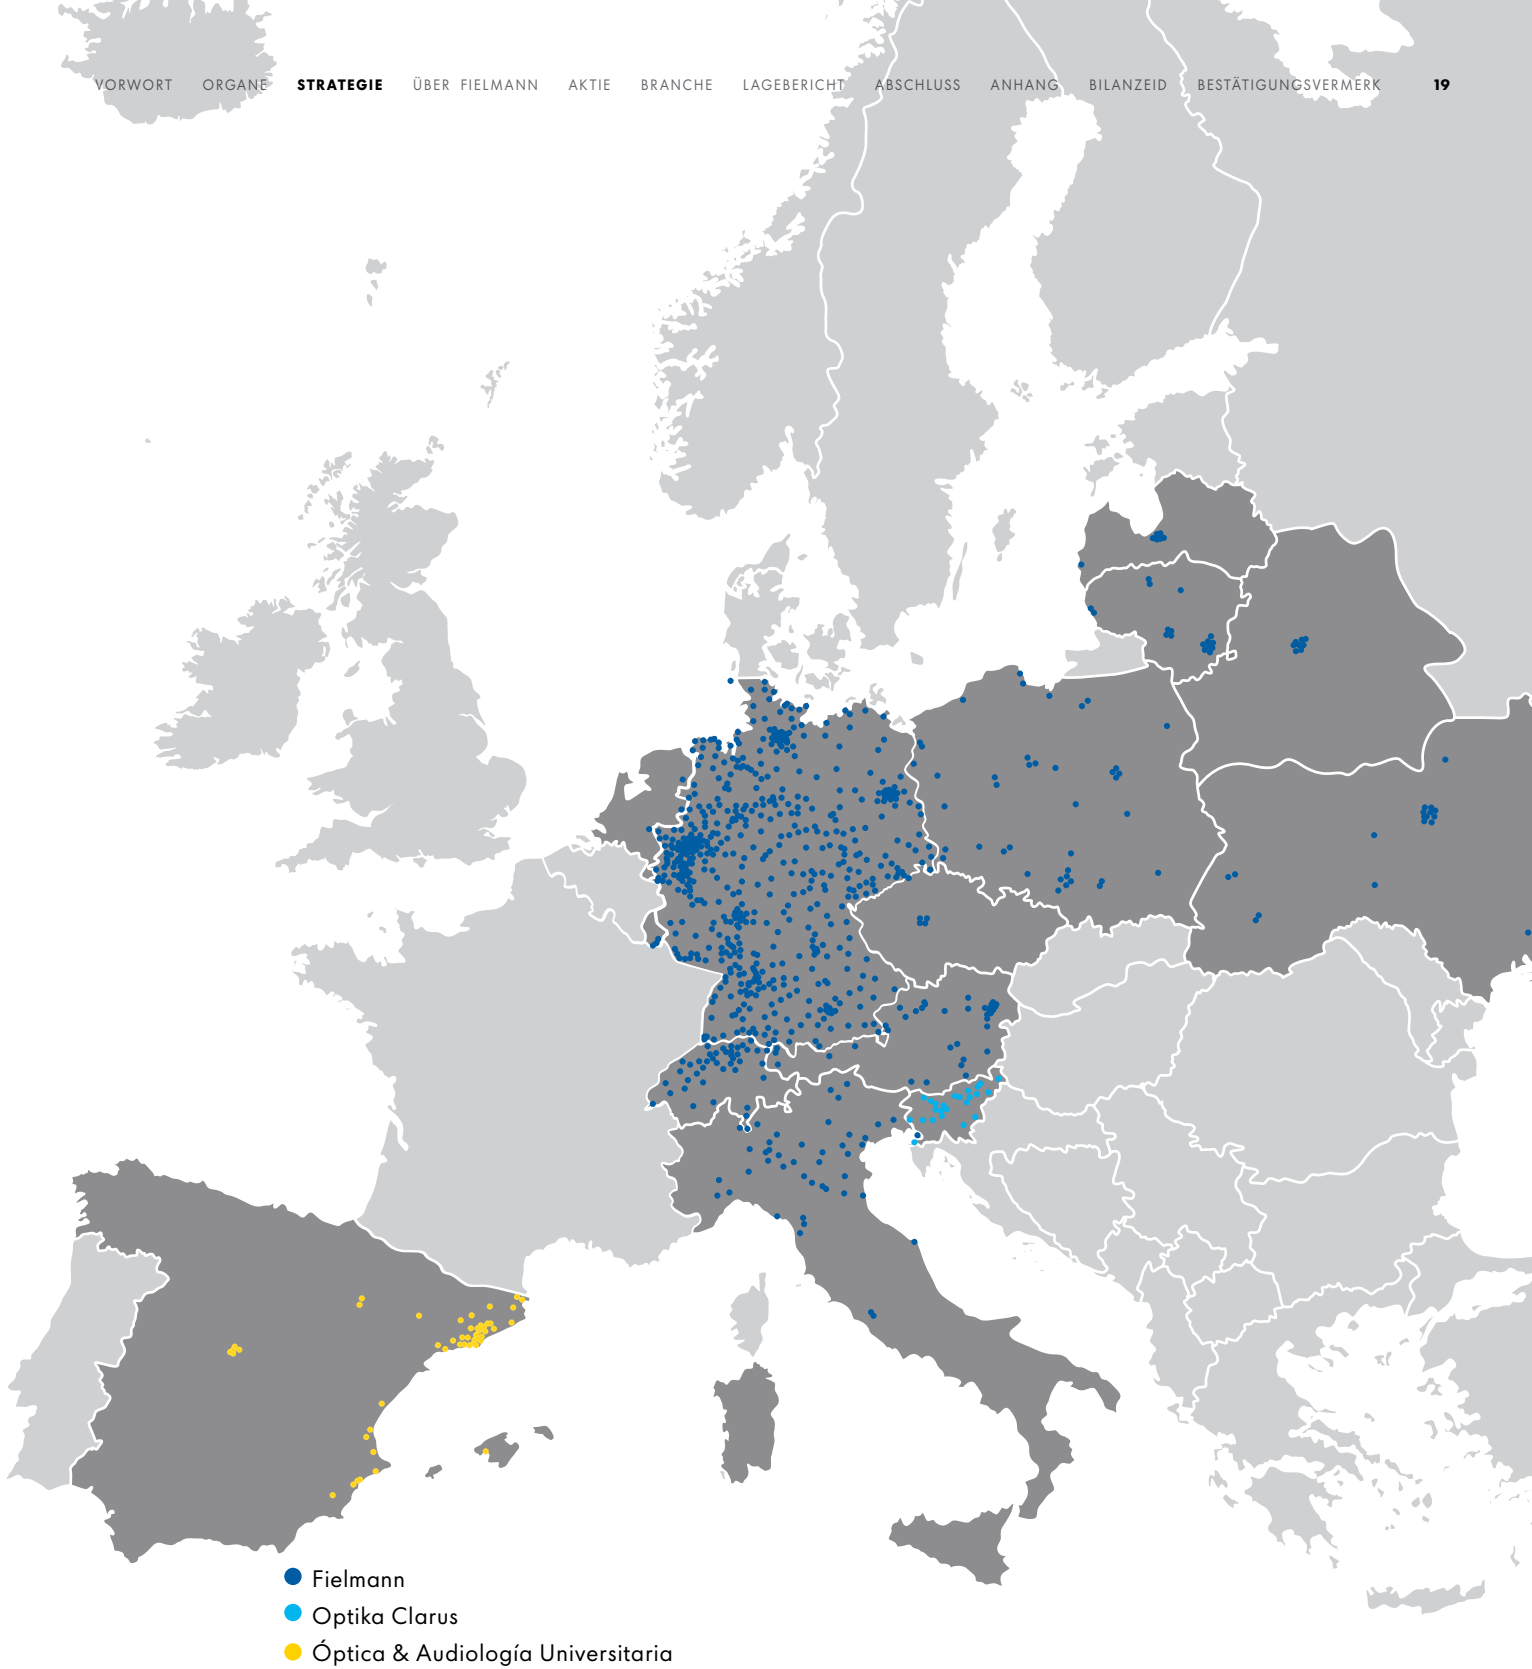 VORWORT ORGANE STRATEGIE ÜBER FIELMANN AKTIE BRANCHE LAGEBERICHT ABSCHLUSS ANHANG BILANZEID BESTÄTIGUNGSVERMERK 19
Fielmann
Optika Clarus
Óptica & Audiología Universitaria